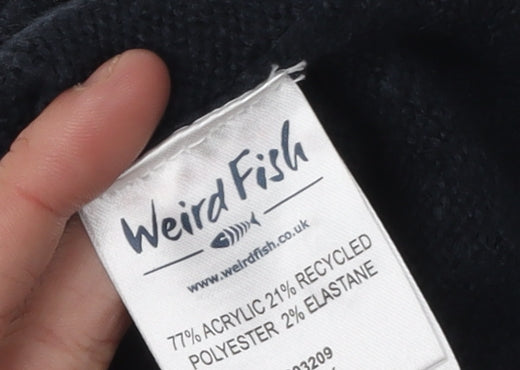 Weird Fish
www.weirdfish.co.uk
77% ACRYLIC 21% RECYCLED
POLYESTER 2% ELASTANE